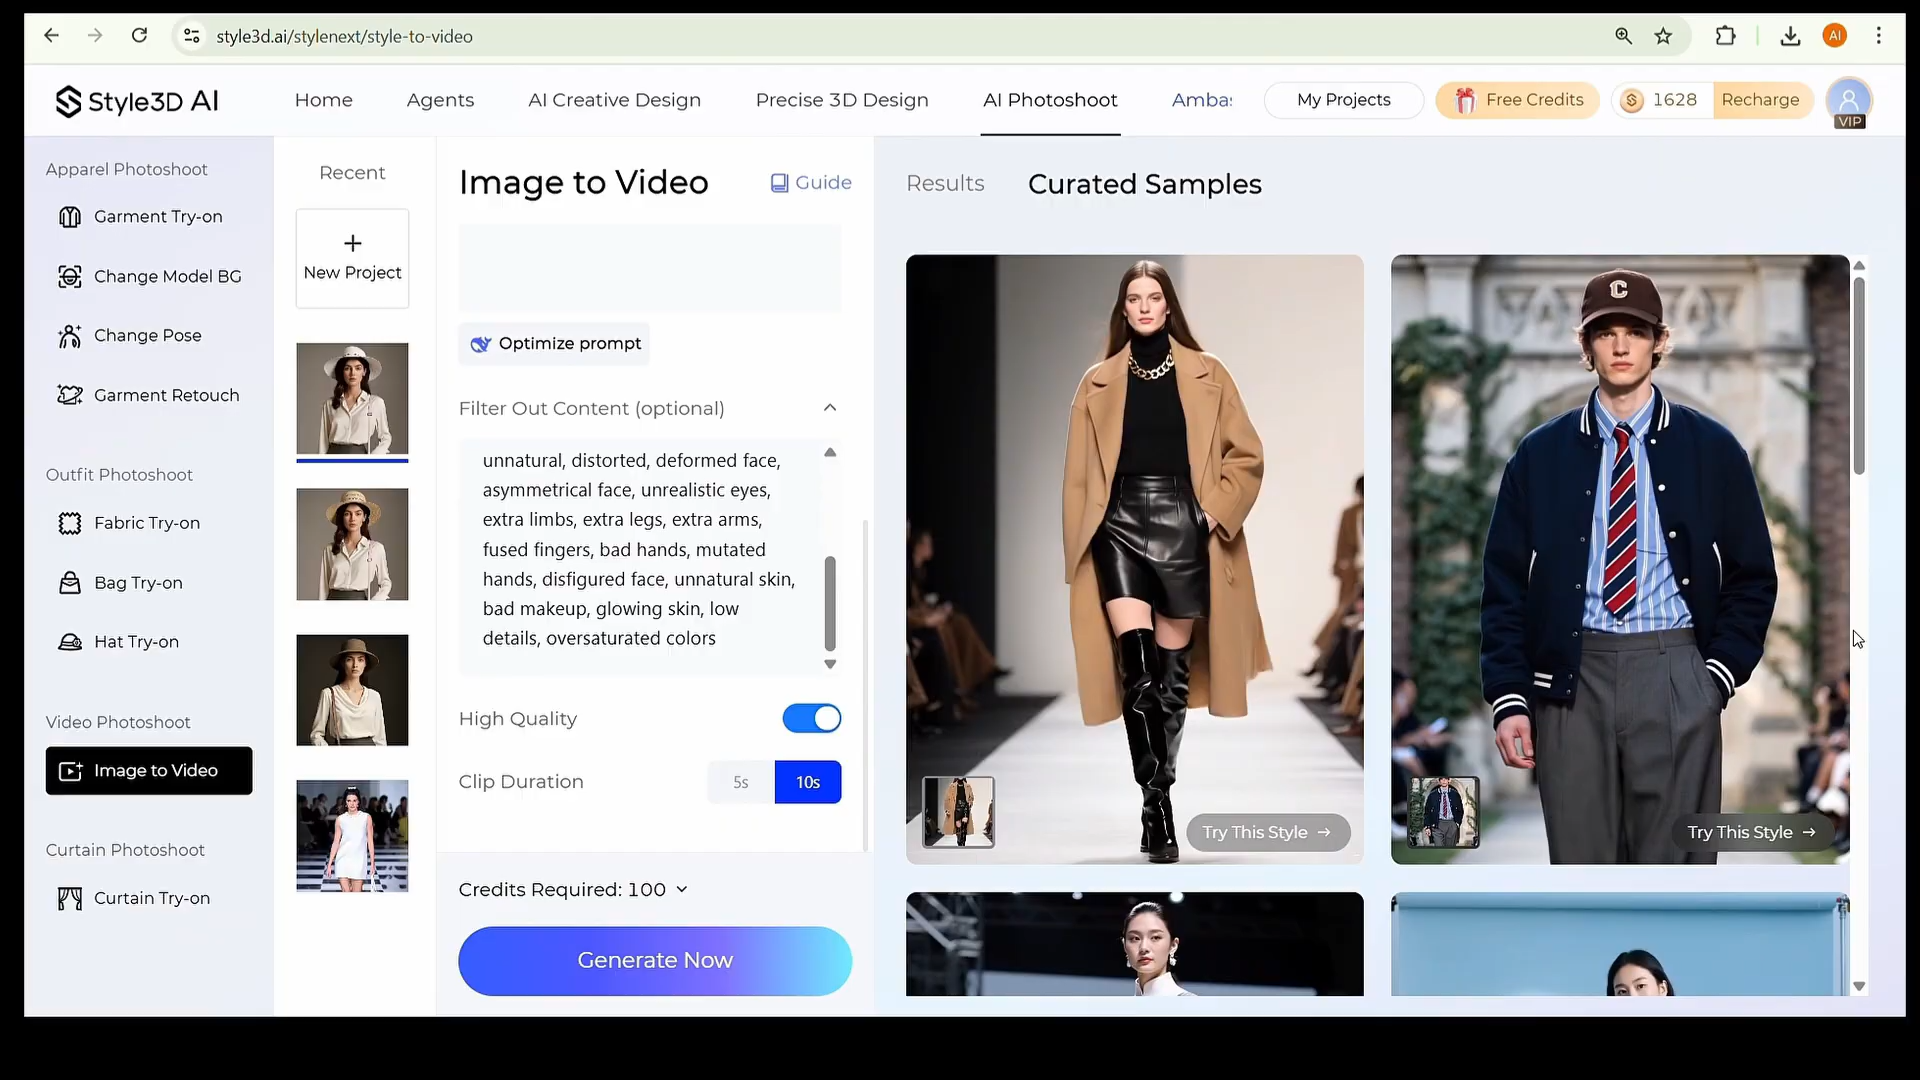 style3d.ai/stylenext/style-to-video
AI
Style3D AI
Home
Agents
AI Creative Design
Precise 3D Design
AI Photoshoot
Ambas
My Projects
Free Credits
1628
Recharge
VIP
Apparel Photoshoot
Garment Try-on
Change Model BG
Change Pose
Garment Retouch
Outfit Photoshoot
Fabric Try-on
Bag Try-on
Hat Try-on
Video Photoshoot
Image to Video
Curtain Photoshoot
Curtain Try-on
Recent
+
New Project
Image to Video
Guide
Optimize prompt
Filter Out Content (optional)
unnatural, distorted, deformed face,
asymmetrical face, unrealistic eyes,
extra limbs, extra legs, extra arms,
fused fingers, bad hands, mutated
hands, disfigured face, unnatural skin,
bad makeup, glowing skin, low
details, oversaturated colors
High Quality
Clip Duration
5s
10s
Credits Required: 100
Generate Now
Results
Curated Samples
C
Try This Style →
Try This Style →